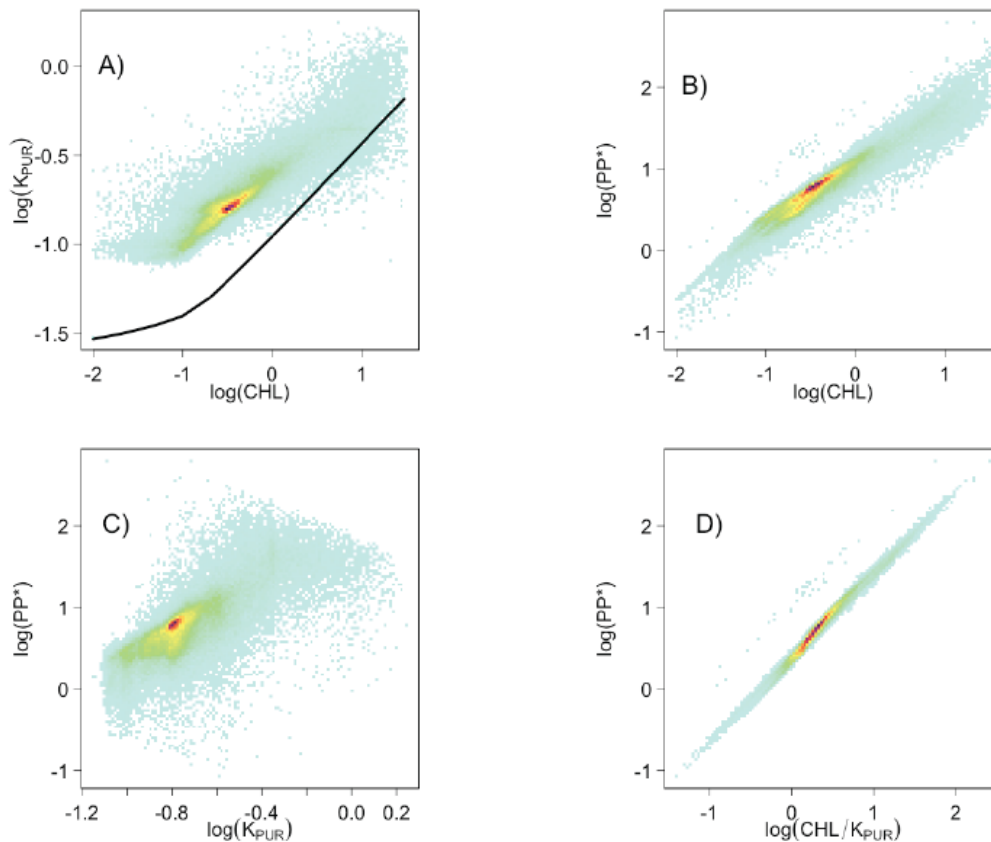 A)
0.0
-0.5
-1.0
-1.5
log(K_PUR)
-2 -1 0 1
log(CHL)
B)
2
1
0
-1
log(PP*)
-2 -1 0 1
log(CHL)
C)
2
1
0
-1
log(PP*)
-1.2 -0.8 -0.4 0.0 0.2
log(K_PUR)
D)
2
1
0
-1
log(PP*)
-1 0 1 2
log(CHL/K_PUR)